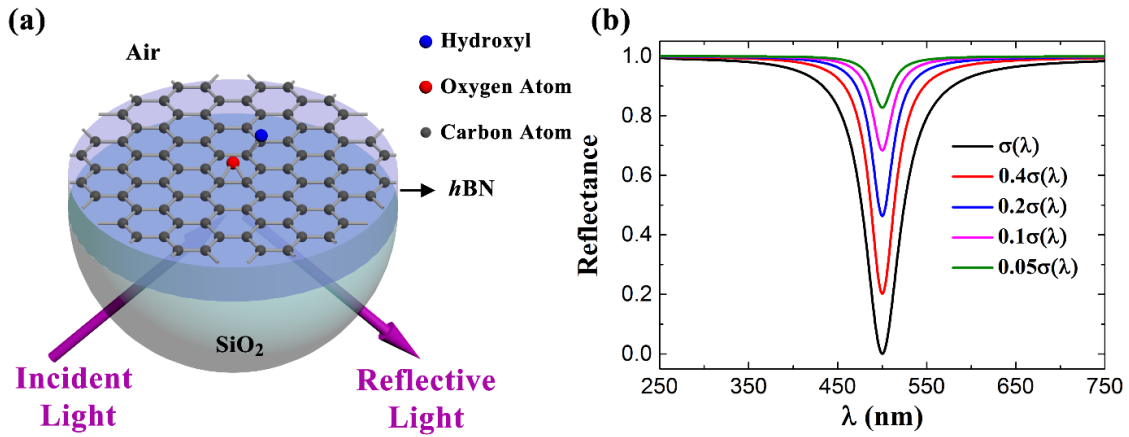 (a)
Air
Hydroxyl
Oxygen Atom
Carbon Atom
hBN
SiO₂
Incident
Light
Reflective
Light
(b)
Reflectance
1.0
0.8
0.6
0.4
0.2
0.0
σ(λ)
0.4σ(λ)
0.2σ(λ)
0.1σ(λ)
0.05σ(λ)
250 350 450 550 650 750
λ (nm)